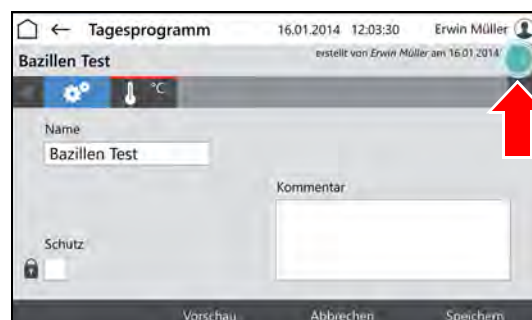 Tagesprogramm 16.01.2014 12:03:30 Erwin Müller
Bazillen Test erstellt von Erwin Müller am 16.01.2014
°C
Name
Bazillen Test
Kommentar
Schutz
Vorschau Abbrechen Speichern